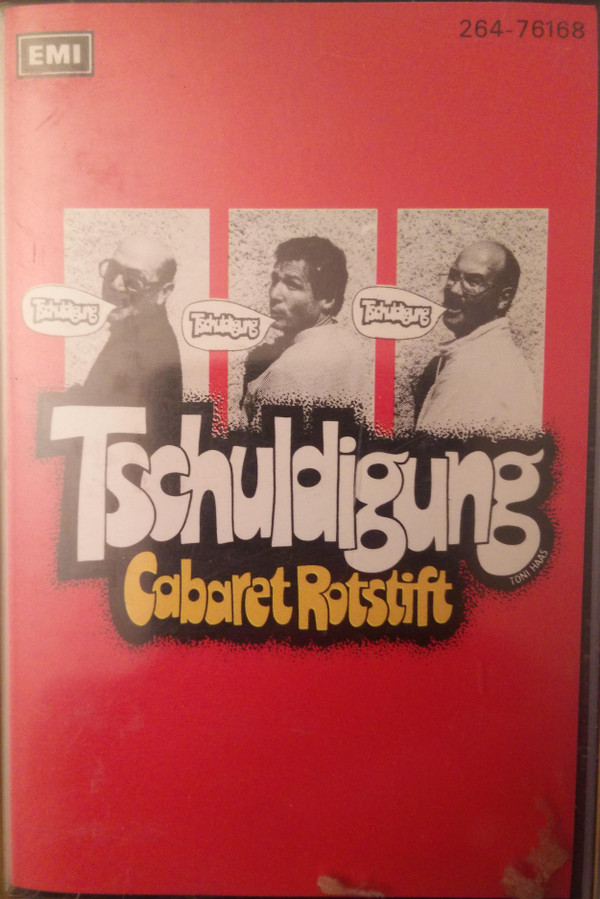 EMI
264-76168
Tschuldigung
Tschuldigung
Tschuldigung
Tschuldigung
TONI HAAS
Cabaret Rotstift